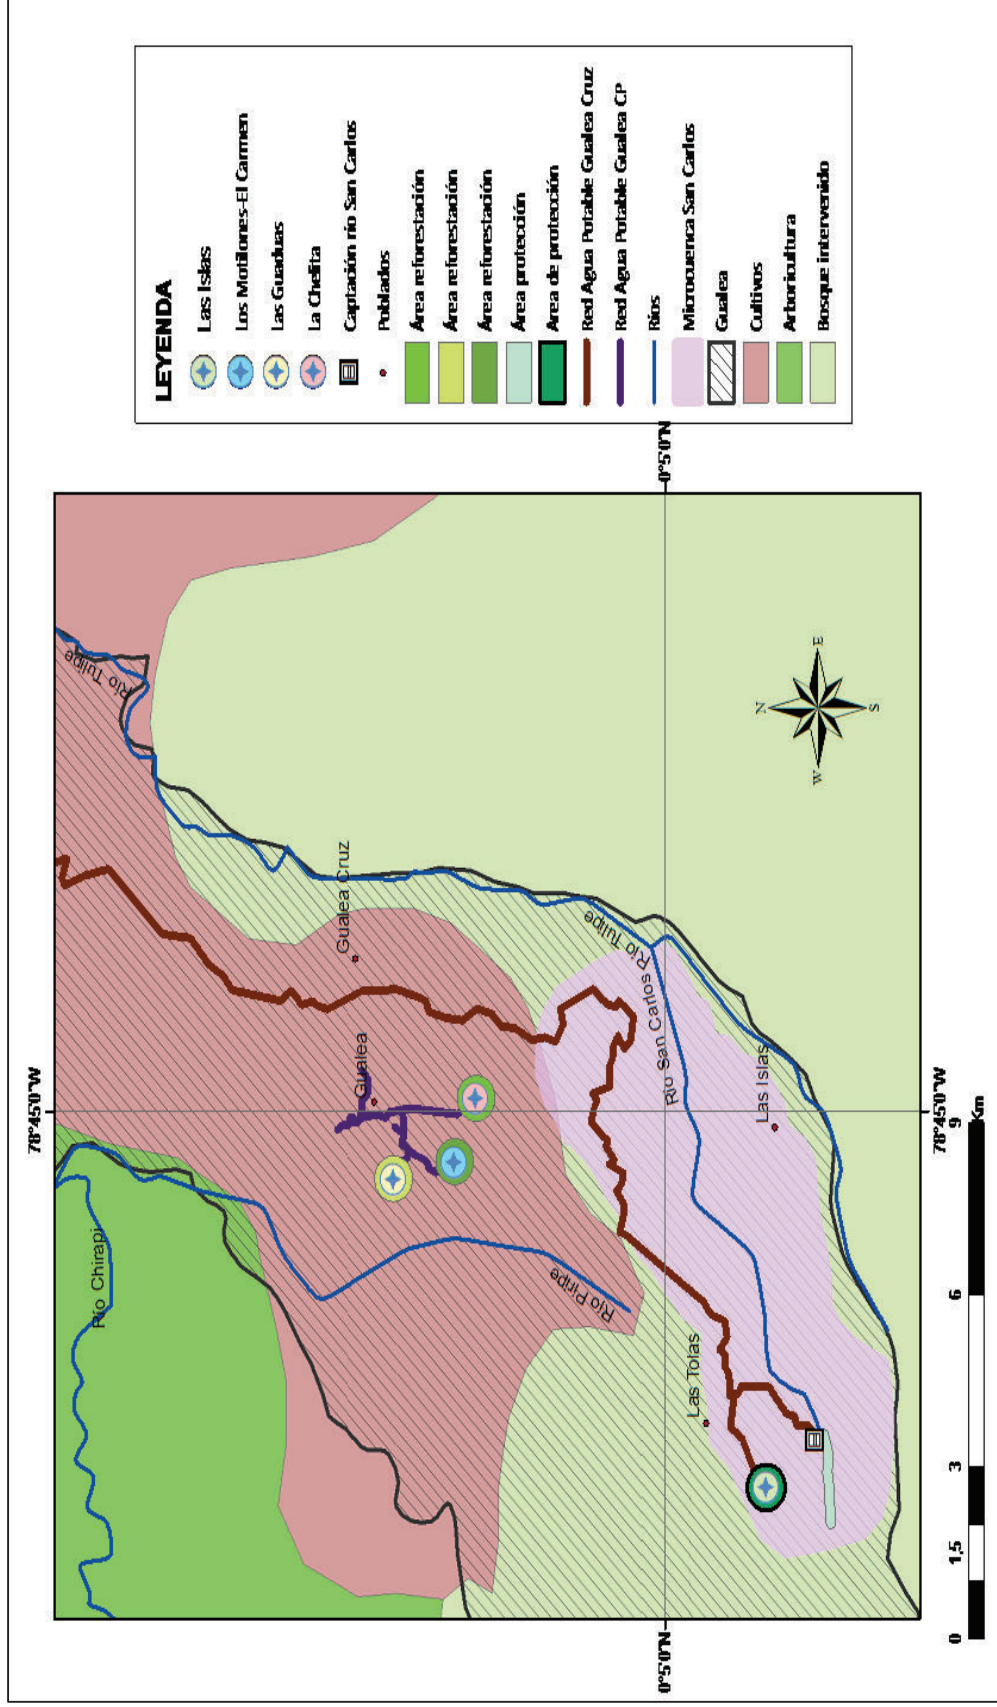 LEYENDA
Las Islas
Los Motilones-El Carmen
Las Guaduas
La Chelita
Captación río San Carlos
Poblados
Área reforestación
Área reforestación
Área reforestación
Área protección
Area de protección
Red Agua Potable Gualea Cruz
Red Agua Potable Gualea CP
Ríos
Microcuenca San Carlos
Gualea
Cultivos
Arboricultura
Bosque intervenido
78°45'0"W
78°45'0"W
0°5'0"N
0°5'0"N
Río Chirapi
Río Tulipe
Gualea Cruz
Gualea
Río Piripe
Río Tulipe
Río San Carlos
Las Islas
Las Tolas
N
W
E
S
0
1,5
3
6
9
Km